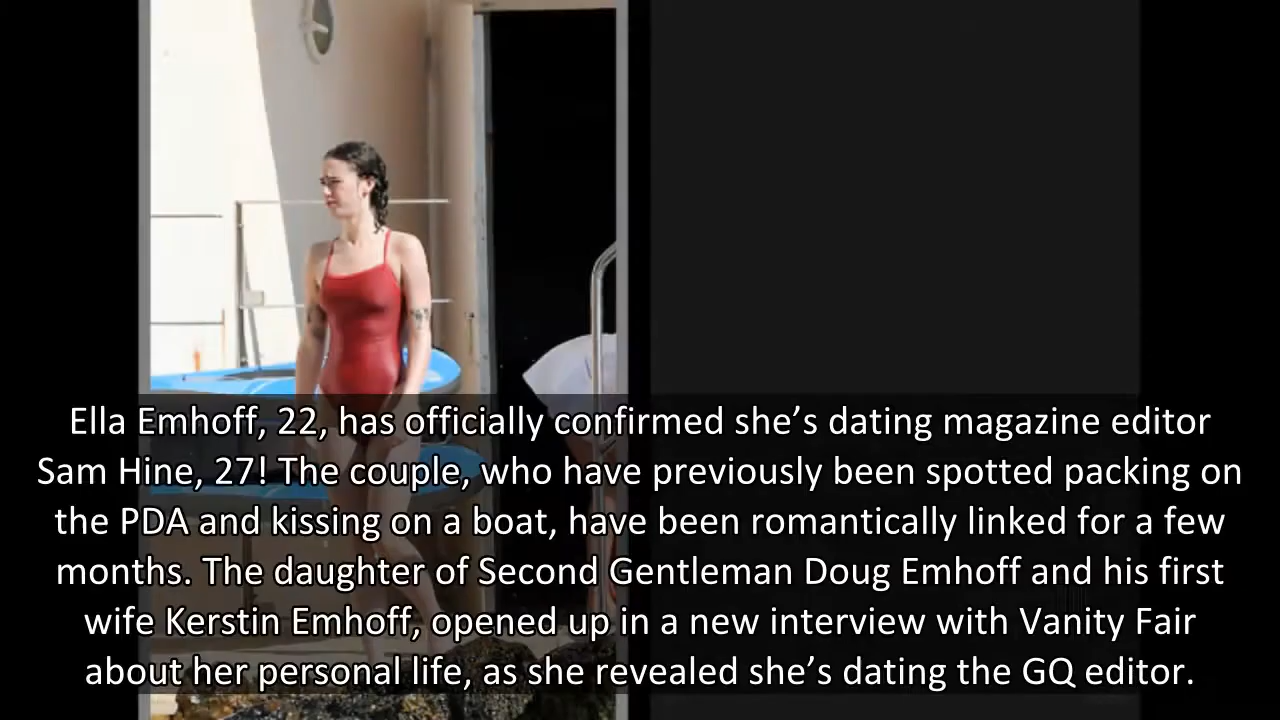 Ella Emhoff, 22, has officially confirmed she’s dating magazine editor
Sam Hine, 27! The couple, who have previously been spotted packing on
the PDA and kissing on a boat, have been romantically linked for a few
months. The daughter of Second Gentleman Doug Emhoff and his first
wife Kerstin Emhoff, opened up in a new interview with Vanity Fair
about her personal life, as she revealed she’s dating the GQ editor.